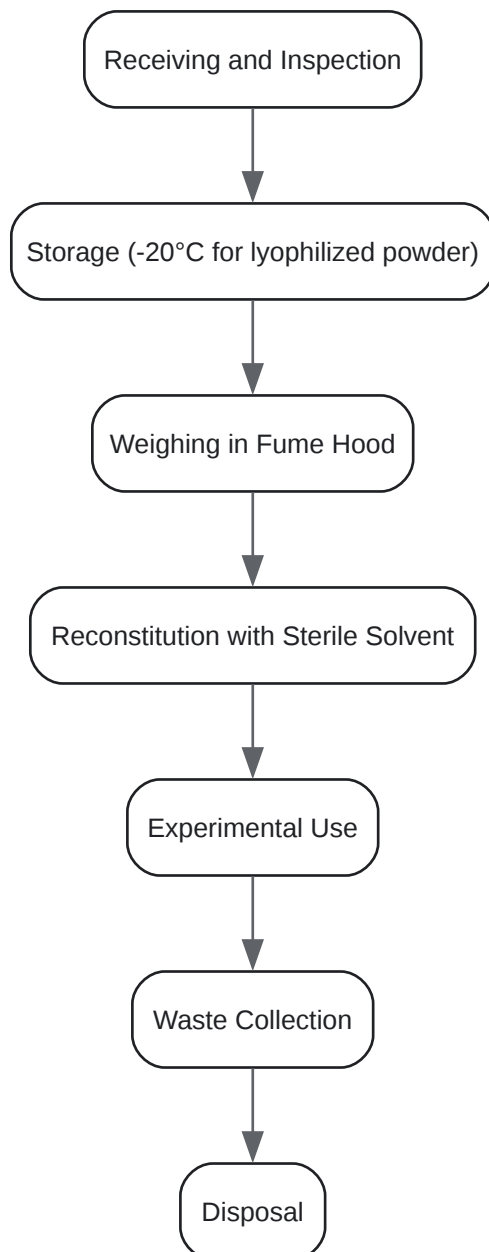 Receiving and Inspection
Storage (-20°C for lyophilized powder)
Weighing in Fume Hood
Reconstitution with Sterile Solvent
Experimental Use
Waste Collection
Disposal